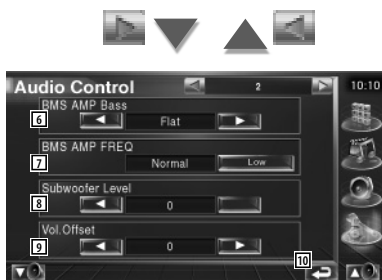 Audio Control 2 10:10
BMS AMP Bass
6 Flat
BMS AMP FREQ
7 Normal Low
Subwoofer Level
8 0
Vol.Offset
9 0
10